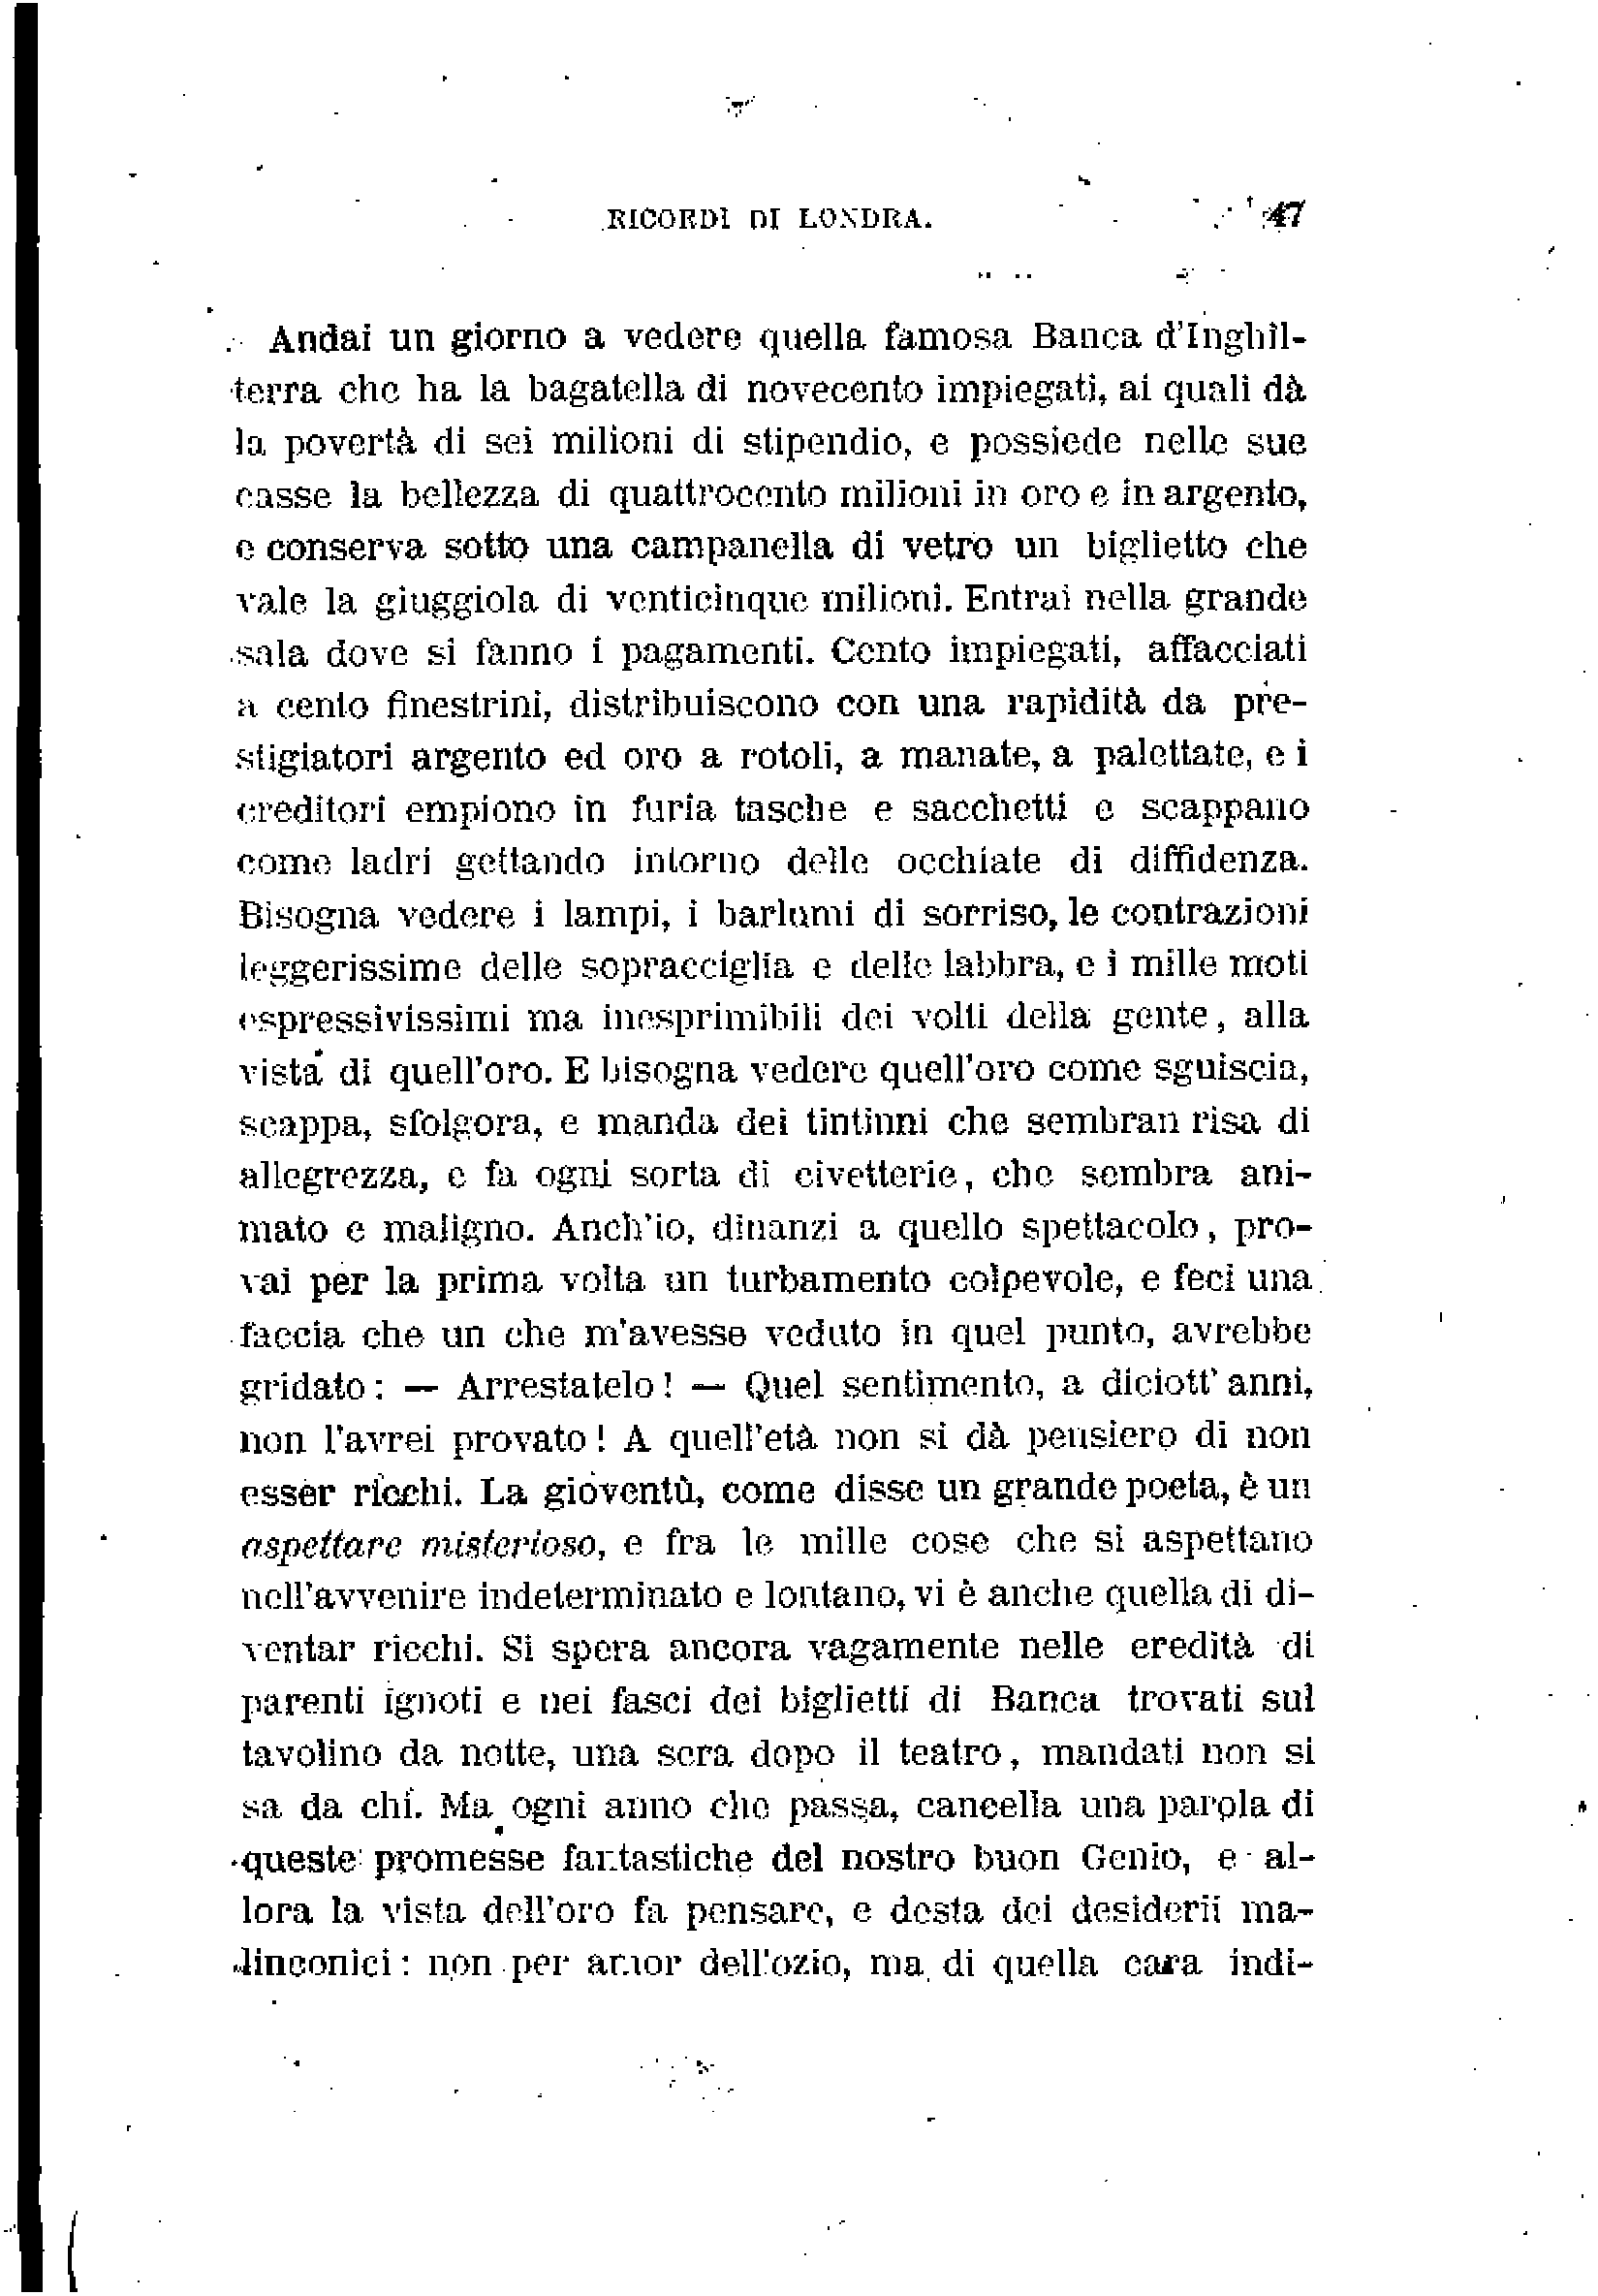 RICORDI DI LONDRA. 47
Andai un giorno a vedere quella famosa Banca d'Inghil-
terra che ha la bagatella di novecento impiegati, ai quali dà
la povertà di sei milioni di stipendio, e possiede nelle sue
casse la bellezza di quattrocento milioni in oro e in argento,
e conserva sotto una campanella di vetro un biglietto che
vale la giuggiola di venticinque milioni. Entrai nella grande
sala dove si fanno i pagamenti. Cento impiegati, affacciati
a cento finestrini, distribuiscono con una rapidità da pre-
stigiatori argento ed oro a rotoli, a manate, a palettate, e i
creditori empiono in furia tasche e sacchetti e scappano
come ladri gettando intorno delle occhiate di diffidenza.
Bisogna vedere i lampi, i barlumi di sorriso, le contrazioni
leggerissime delle sopracciglia e delle labbra, e i mille moti
espressivissimi ma inesprimibili dei volti della gente, alla
vista di quell'oro. E bisogna vedere quell'oro come sguiscia,
scappa, sfolgora, e manda dei tintinni che sembran risa di
allegrezza, e fa ogni sorta di civetterie, che sembra ani-
mato e maligno. Anch'io, dinanzi a quello spettacolo, pro-
vai per la prima volta un turbamento colpevole, e feci una
faccia che un che m'avesse veduto in quel punto, avrebbe
gridato: — Arrestatelo! — Quel sentimento, a diciott' anni,
non l'avrei provato! A quell'età non si dà pensiero di non
esser ricchi. La gioventù, come disse un grande poeta, è un
aspettare misterioso, e fra le mille cose che si aspettano
nell'avvenire indeterminato e lontano, vi è anche quella di di-
ventar ricchi. Si spera ancora vagamente nelle eredità di
parenti ignoti e nei fasci dei biglietti di Banca trovati sul
tavolino da notte, una sera dopo il teatro, mandati non si
sa da chi. Ma ogni anno che passa, cancella una parola di
queste promesse fantastiche del nostro buon Genio, e al-
lora la vista dell'oro fa pensare, e desta dei desiderii ma-
linconici: non per amor dell'ozio, ma di quella cara indi-